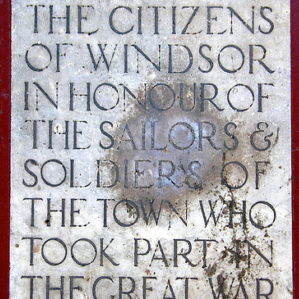 THE CITIZENS
OF WINDSOR
IN HONOUR OF
THE SAILORS &
SOLDIERS OF
THE TOWN WHO
TOOK PART IN
THE GREAT WAR